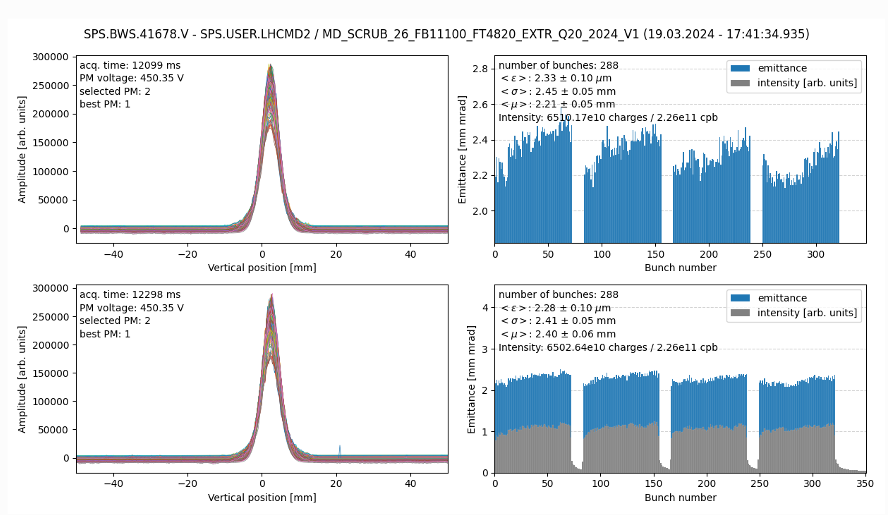 SPS.BWS.41678.V - SPS.USER.LHCMD2 / MD_SCRUB_26_FB11100_FT4820_EXTR_Q20_2024_V1 (19.03.2024 - 17:41:34.935)
acq. time: 12099 ms
PM voltage: 450.35 V
selected PM: 2
best PM: 1
Amplitude [arb. units]
300000
250000
200000
150000
100000
50000
0
−40
−20
0
20
40
Vertical position [mm]
number of bunches: 288
<ε>: 2.33 ± 0.10 μm
<σ>: 2.45 ± 0.05 mm
<μ>: 2.21 ± 0.05 mm
Intensity: 6510.17e10 charges / 2.26e11 cpb
emittance
intensity [arb. units]
Emittance [mm mrad]
2.8
2.6
2.4
2.2
2.0
0
50
100
150
200
250
300
Bunch number
acq. time: 12298 ms
PM voltage: 450.35 V
selected PM: 2
best PM: 1
Amplitude [arb. units]
300000
250000
200000
150000
100000
50000
0
−40
−20
0
20
40
Vertical position [mm]
number of bunches: 288
<ε>: 2.28 ± 0.10 μm
<σ>: 2.41 ± 0.05 mm
<μ>: 2.40 ± 0.06 mm
Intensity: 6502.64e10 charges / 2.26e11 cpb
emittance
intensity [arb. units]
Emittance [mm mrad]
4
3
2
1
0
0
50
100
150
200
250
300
350
Bunch number